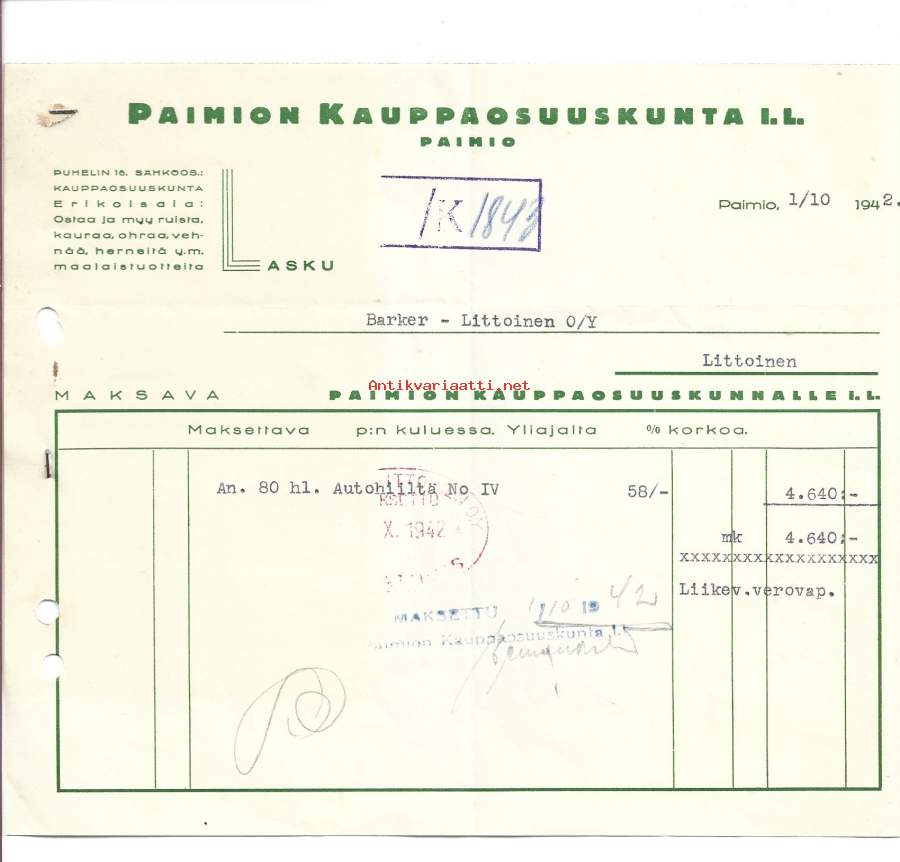 PAIMION KAUPPAOSUUSKUNTA I.L.
PAIMIO
PUHELIN 16. SÄHKÖOS.:
KAUPPAOSUUSKUNTA
Erikoisala:
Ostaa ja myy ruista,
kauraa, ohraa, veh-
nää, herneitä y.m.
maalaistuotteita
LASKU
/K 1843
Paimio, 1/10 1942.
Barker - Littoinen O/Y
Littoinen
Antikvariaatti.net
MAKSAVA PAIMION KAUPPAOSUUSKUNNALLE I.L.
Maksettava p:n kuluessa. Yliajalta % korkoa.
An. 80 hl. Autohiiltä No IV 58/- 4.640:-
X. 1942
mk 4.640:-
xxxxxxxxxxxxxxxxxxx
Liikev.verovap.
MAKSETTU 1/10 19 42
Paimion Kauppaosuuskunta I.